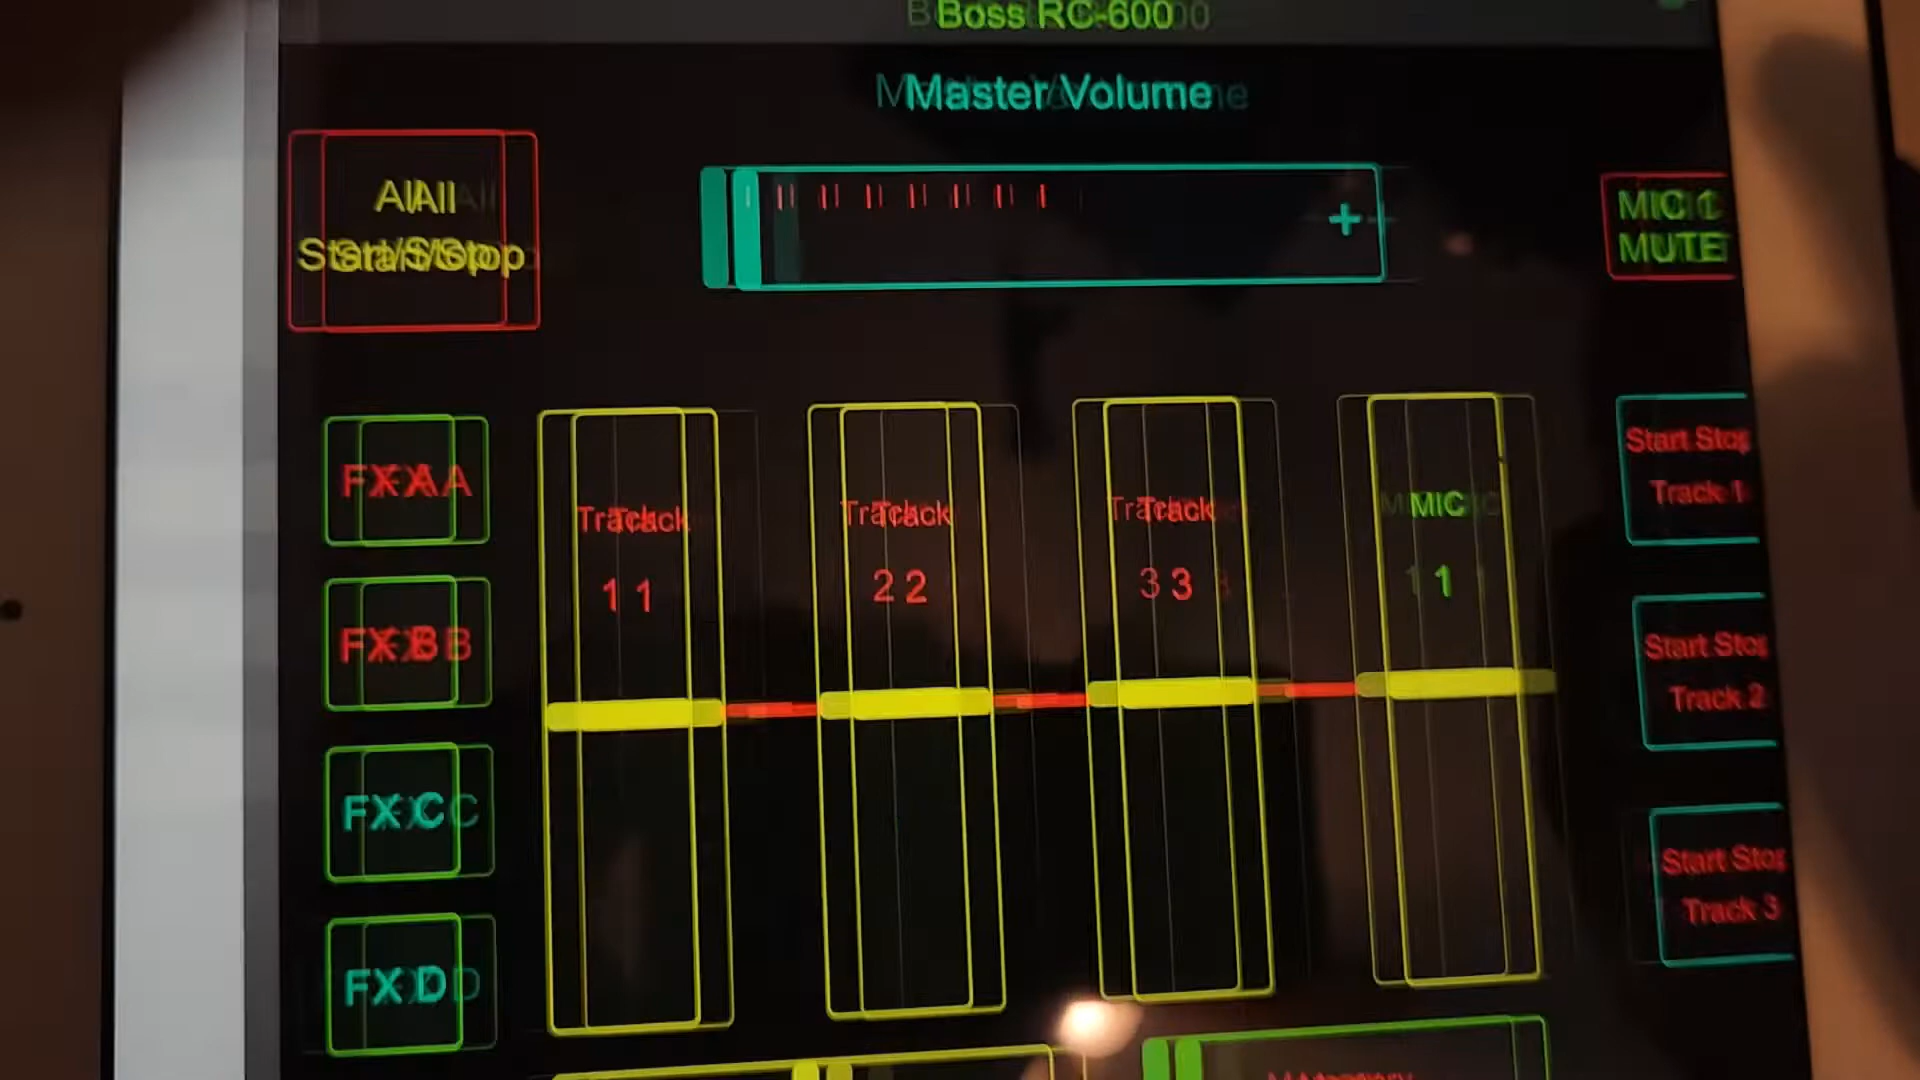 Boss RC-600
Master Volume
All
Start/Stop
+
MIC 1
MUTE
FX A
FX B
FX C
FX D
Track
1
Track
2
Track
3
MIC
1
Start Stop
Track 1
Start Stop
Track 2
Start Stop
Track 3